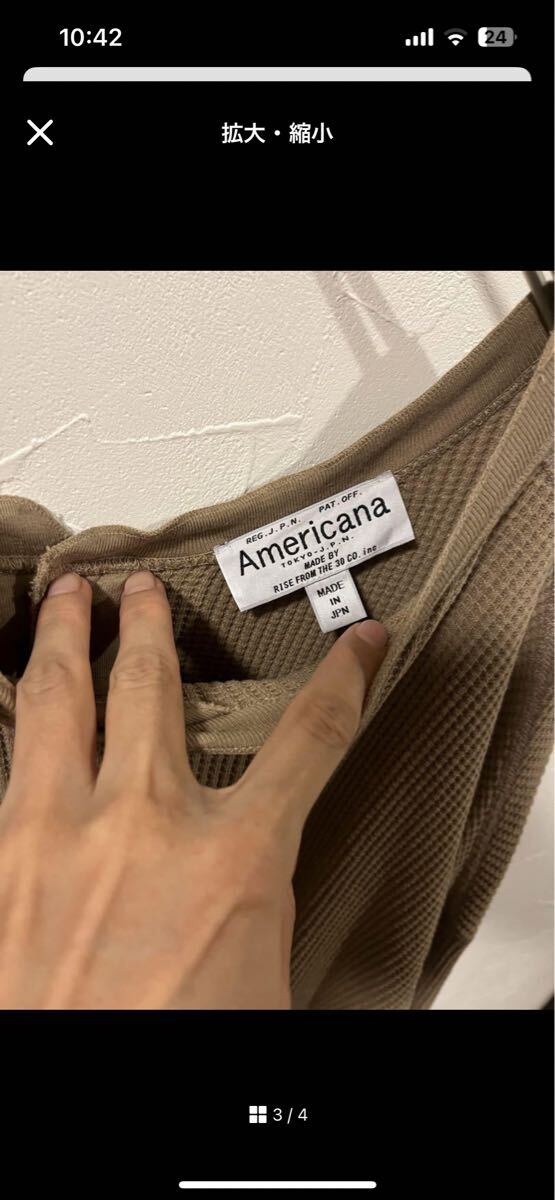 10:42
24
拡大・縮小
REG.J.P.N. PAT.OFF.
Americana
TOKYO-J.P.N.
MADE BY
RISE FROM THE 30 CO.inc
MADE
IN
JPN
3 / 4